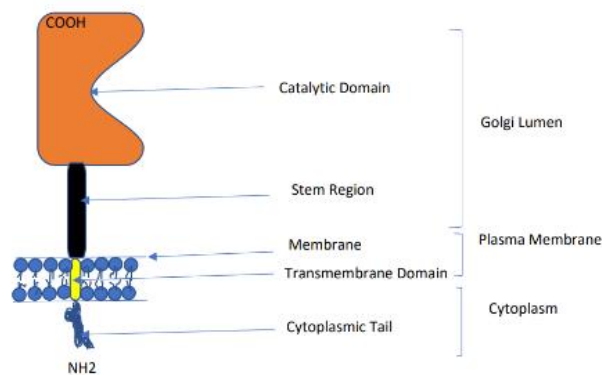 COOH
Catalytic Domain
Golgi Lumen
Stem Region
Membrane
Plasma Membrane
Transmembrane Domain
Cytoplasm
Cytoplasmic Tail
NH2